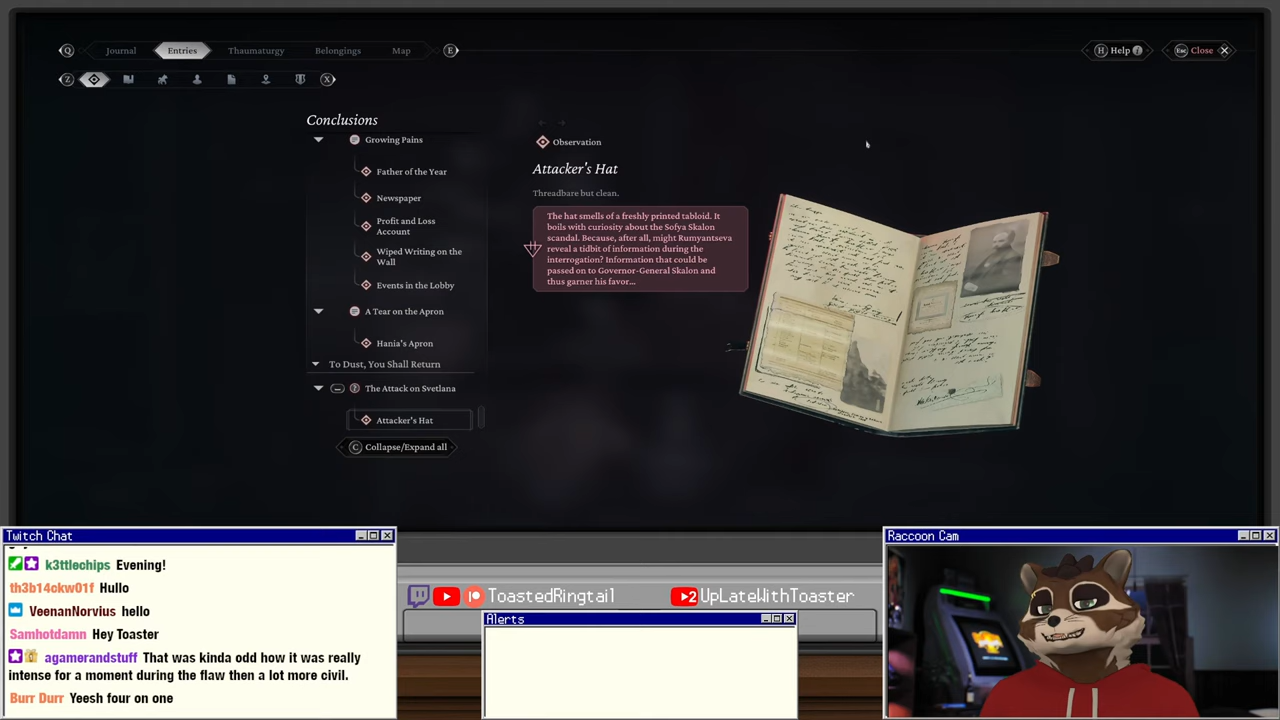 Q Journal Entries Thaumaturgy Belongings Map E
H Help i Esc Close
Z X
Conclusions
Growing Pains
Father of the Year
Newspaper
Profit and Loss
Account
Wiped Writing on the
Wall
Events in the Lobby
A Tear on the Apron
Hania's Apron
To Dust, You Shall Return
The Attack on Svetlana
Attacker's Hat
C Collapse/Expand all
Observation
Attacker's Hat
Threadbare but clean.
The hat smells of a freshly printed tabloid. It
boils with curiosity about the Sofya Skalon
scandal. Because, after all, might Rumyantseva
reveal a tidbit of information during the
interrogation? Information that could be
passed on to Governor-General Skalon and
thus garner his favor...
Twitch Chat
k3ttlechips Evening!
th3b14ckw01f Hullo
VeenanNorvius hello
Samhotdamn Hey Toaster
agamerandstuff That was kinda odd how it was really
intense for a moment during the flaw then a lot more civil.
Burr Durr Yeesh four on one
ToastedRingtail
2 UpLateWithToaster
Alerts
Raccoon Cam